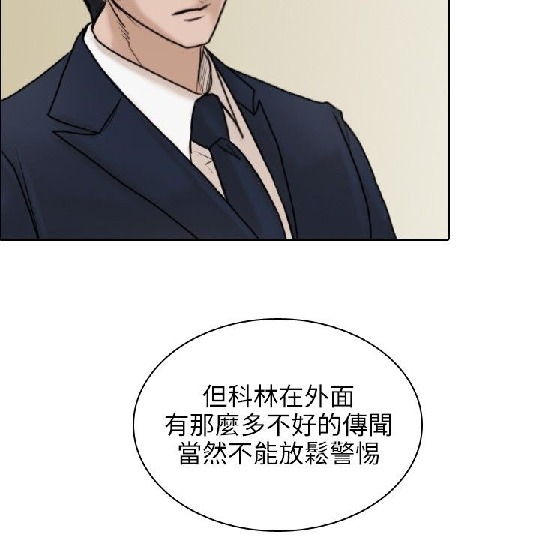 但科林在外面
有那麼多不好的傳聞
當然不能放鬆警惕